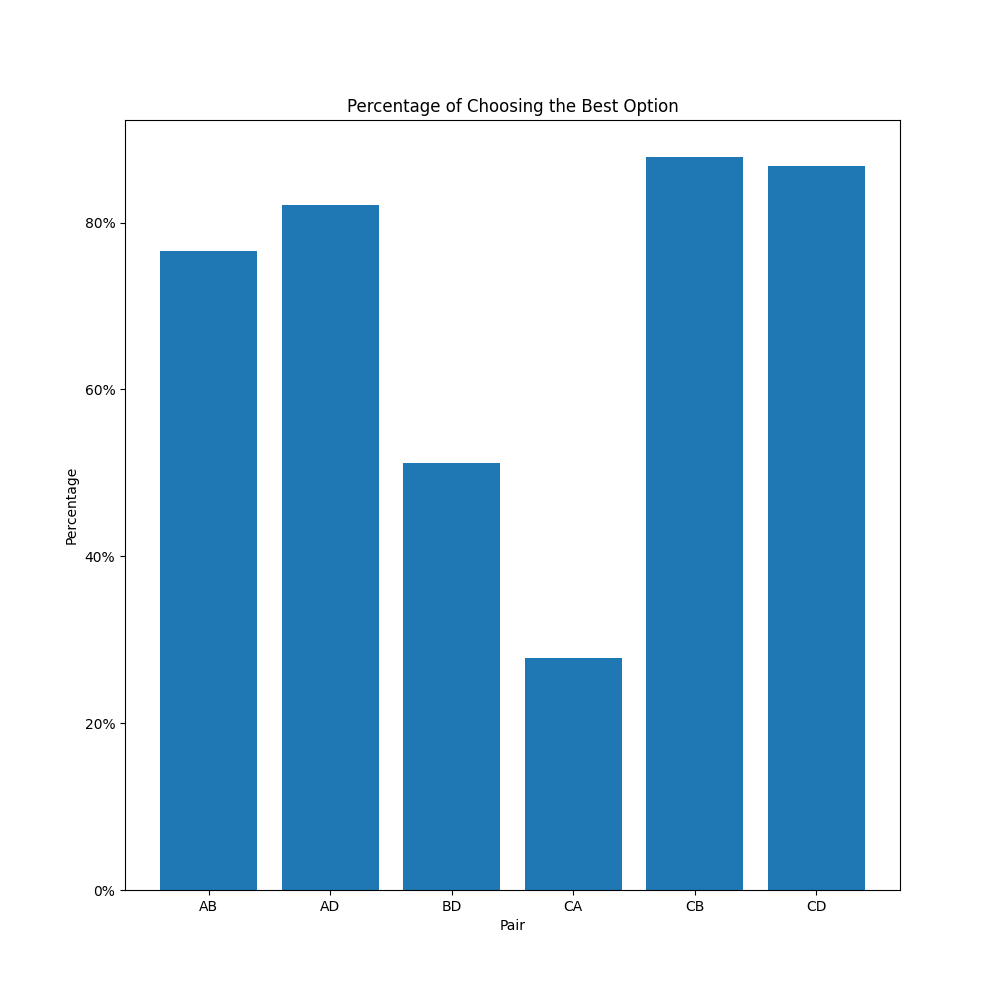 Percentage of Choosing the Best Option
Percentage
80%
60%
40%
20%
0%
AB AD BD CA CB CD
Pair